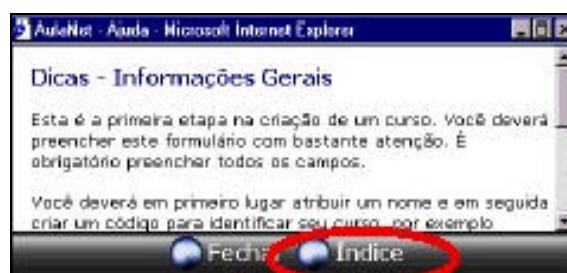 AulaNet - Ajuda - Microsoft Internet Explorer
Dicas - Informações Gerais
Esta é a primeira etapa na criação de um curso. Você deverá
preencher este formulário com bastante atenção. É
obrigatório preencher todos os campos.
Você deverá em primeiro lugar atribuir um nome e em seguida
criar um código para identificar seu curso, por exemplo
Fechar Índice